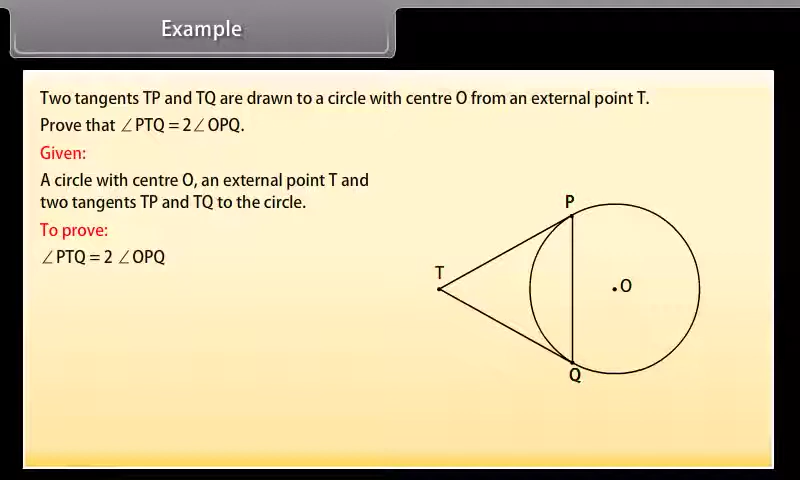 Example
Two tangents TP and TQ are drawn to a circle with centre O from an external point T.
Prove that ∠PTQ = 2∠OPQ.
Given:
A circle with centre O, an external point T and
two tangents TP and TQ to the circle.
To prove:
∠PTQ = 2 ∠OPQ
P
T
O
Q